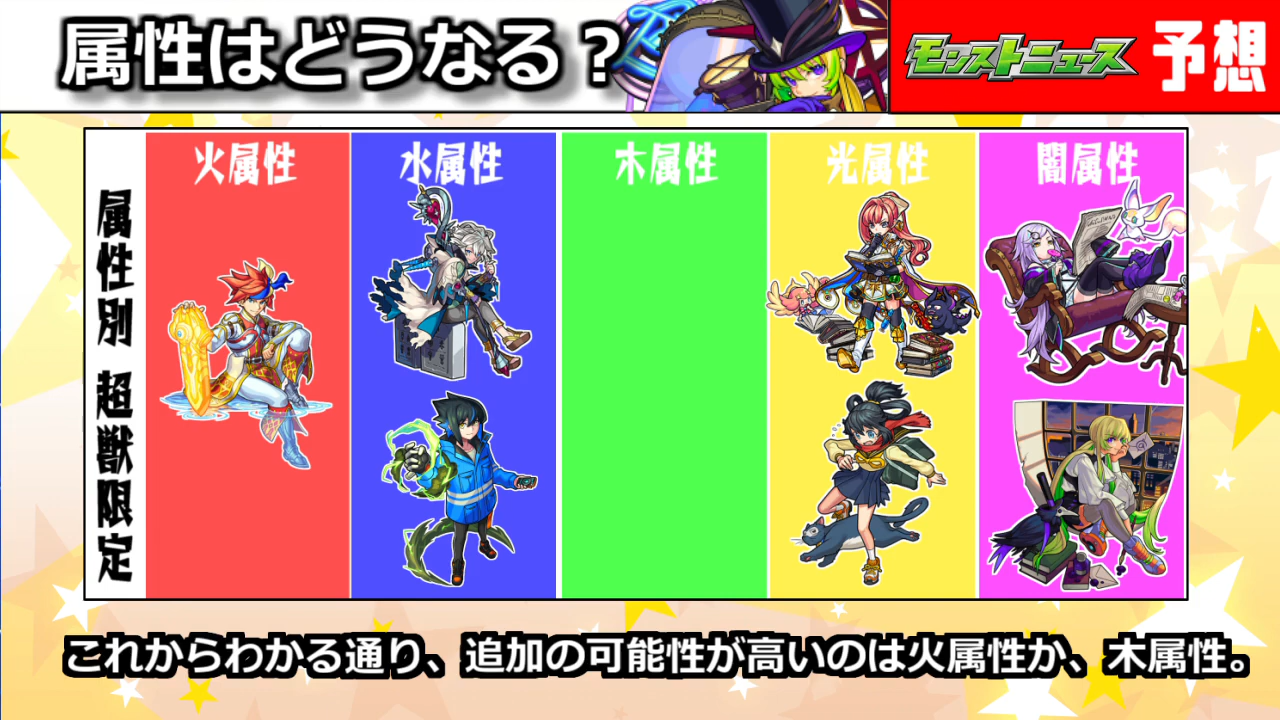 属性はどうなる？
モンストニュース 予想
火属性 水属性 木属性 光属性 闇属性
属性別 超獣限定
これからわかる通り、追加の可能性が高いのは火属性か、木属性。